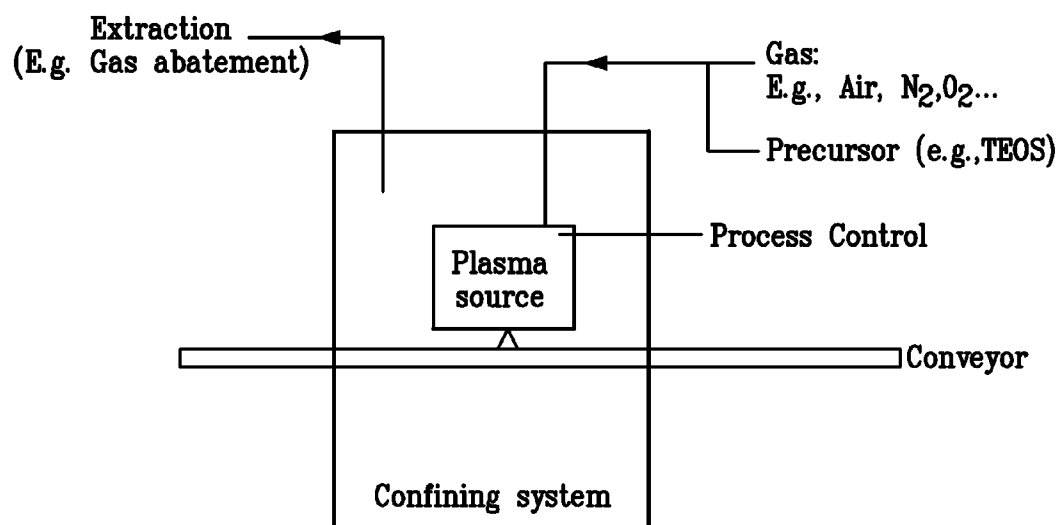 Extraction
(E.g. Gas abatement)
Gas:
E.g., Air, N2,O2...
Precursor (e.g.,TEOS)
Process Control
Plasma
source
Conveyor
Confining system